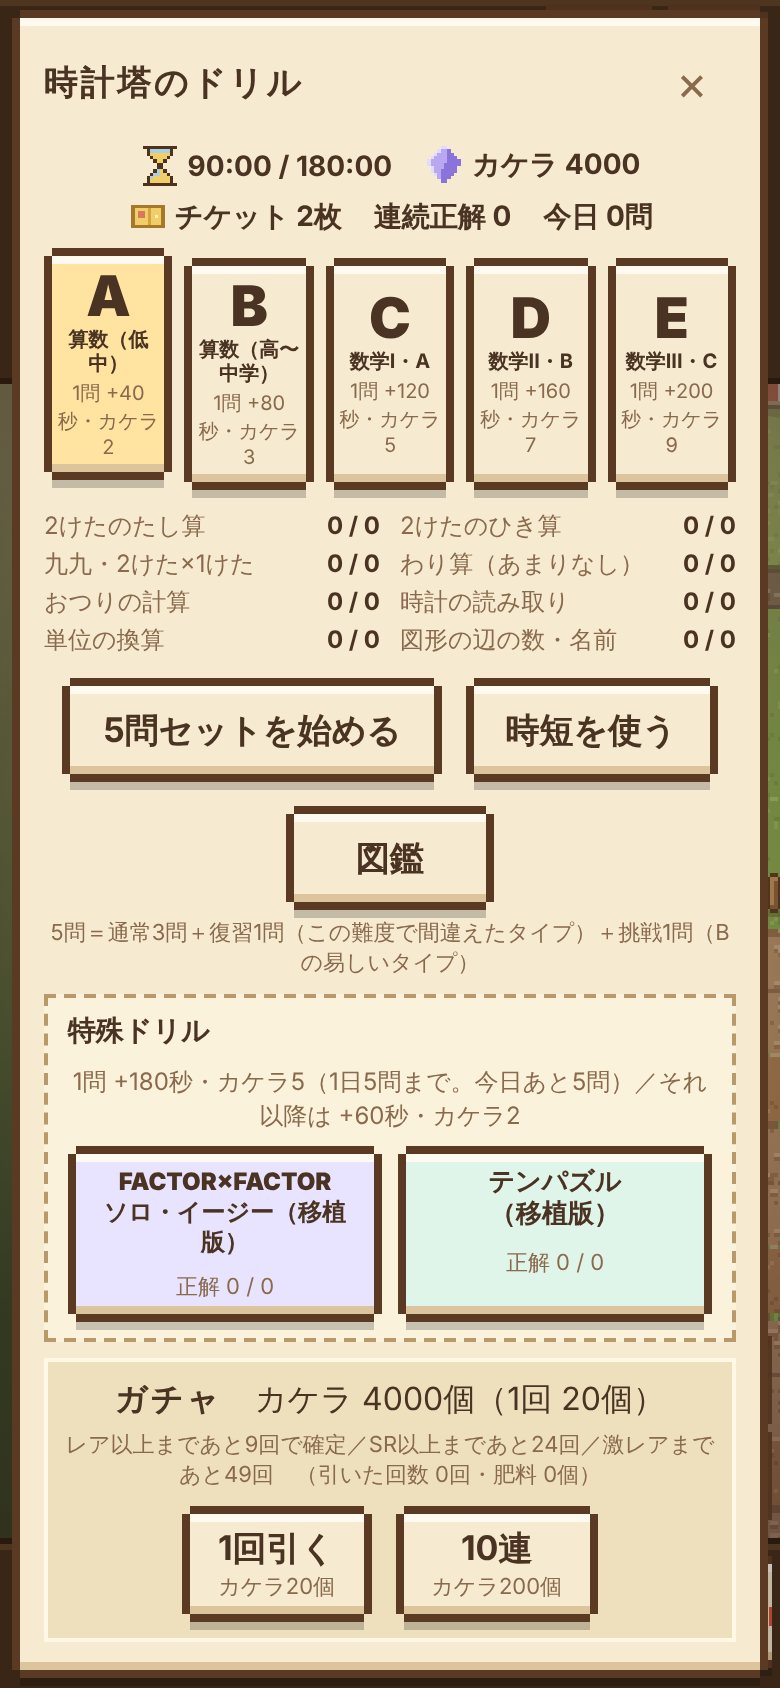 時計塔のドリル
×
90:00 / 180:00 カケラ 4000
チケット 2枚 連続正解 0 今日 0問
A
算数（低
中）
1問 +40
秒・カケラ
2
B
算数（高〜
中学）
1問 +80
秒・カケラ
3
C
数学I・A
1問 +120
秒・カケラ
5
D
数学II・B
1問 +160
秒・カケラ
7
E
数学III・C
1問 +200
秒・カケラ
9
2けたのたし算 0 / 0 2けたのひき算 0 / 0
九九・2けた×1けた 0 / 0 わり算（あまりなし） 0 / 0
おつりの計算 0 / 0 時計の読み取り 0 / 0
単位の換算 0 / 0 図形の辺の数・名前 0 / 0
5問セットを始める
時短を使う
図鑑
5問＝通常3問＋復習1問（この難度で間違えたタイプ）＋挑戦1問（B
の易しいタイプ）
特殊ドリル
1問 +180秒・カケラ5（1日5問まで。今日あと5問）／それ
以降は +60秒・カケラ2
FACTOR×FACTOR
ソロ・イージー（移植
版）
正解 0 / 0
テンパズル
（移植版）
正解 0 / 0
ガチャ カケラ 4000個（1回 20個）
レア以上まであと9回で確定／SR以上まであと24回／激レアまで
あと49回 （引いた回数 0回・肥料 0個）
1回引く
カケラ20個
10連
カケラ200個